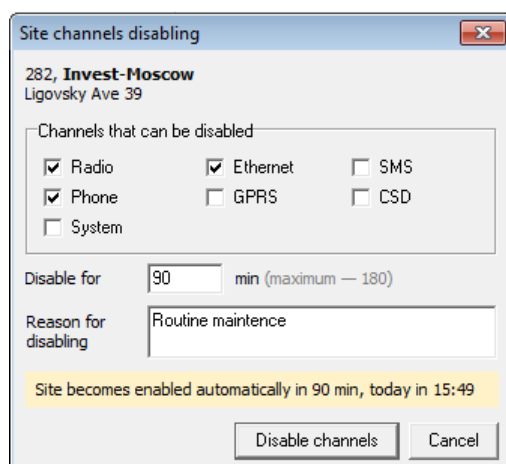 Site channels disabling
282, Invest-Moscow
Ligovsky Ave 39
Channels that can be disabled
Radio Ethernet SMS
Phone GPRS CSD
System
Disable for 90 min (maximum — 180)
Reason for Routine maintence
disabling
Site becomes enabled automatically in 90 min, today in 15:49
Disable channels Cancel